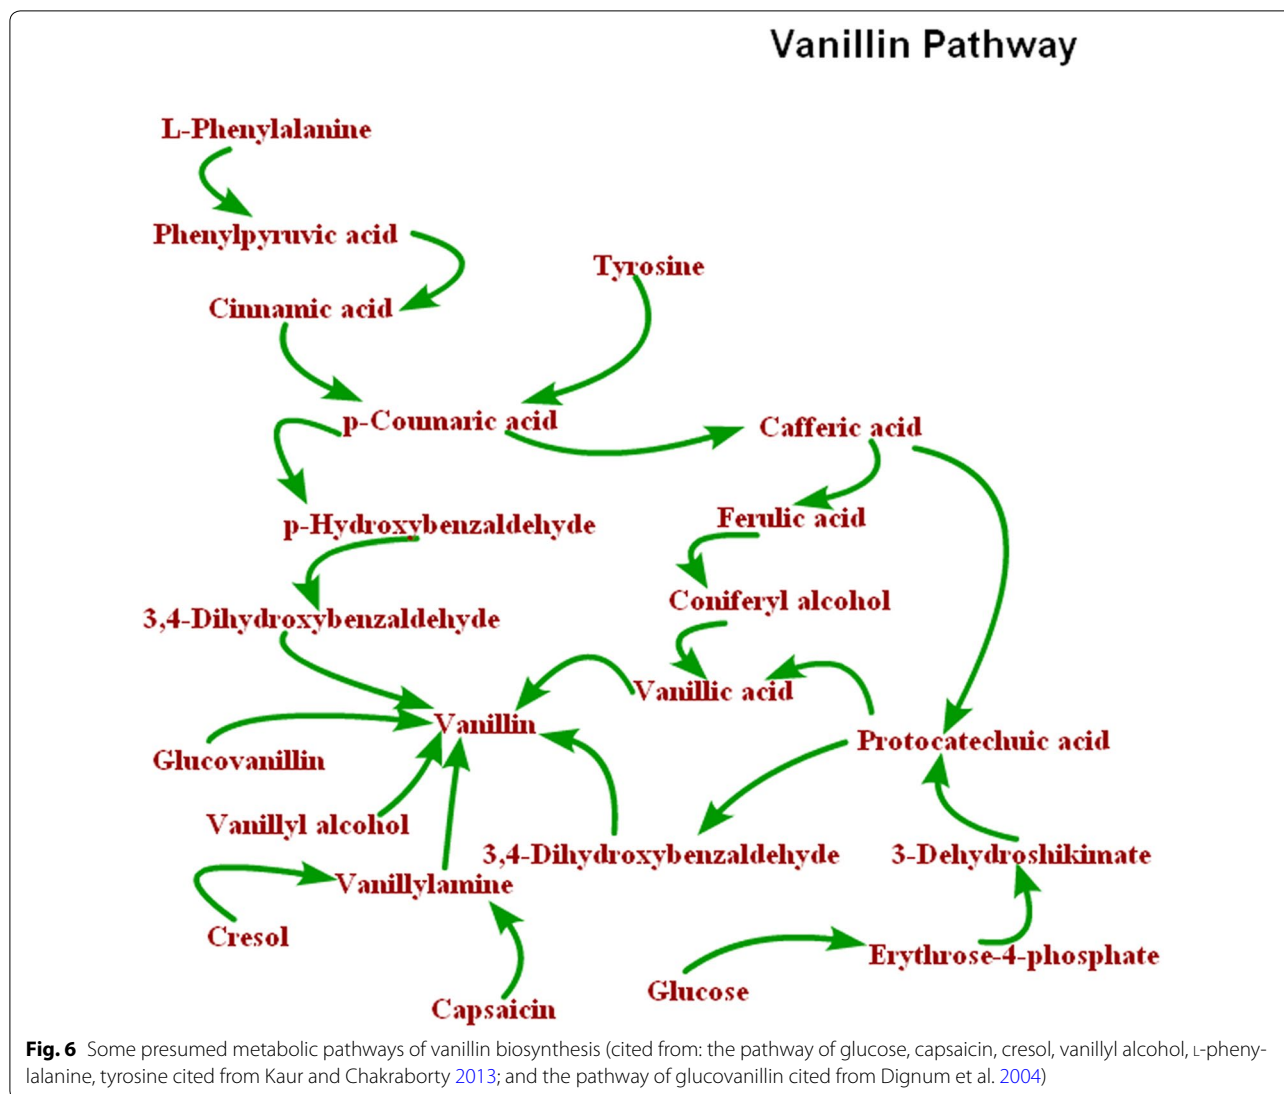 Vanillin Pathway
L-Phenylalanine
Phenylpyruvic acid
Tyrosine
Cinnamic acid
p-Coumaric acid
Cafferic acid
p-Hydroxybenzaldehyde
Ferulic acid
Coniferyl alcohol
3,4-Dihydroxybenzaldehyde
Vanillic acid
Vanillin
Protocatechuic acid
Glucovanillin
Vanillyl alcohol
3,4-Dihydroxybenzaldehyde
3-Dehydroshikimate
Vanillylamine
Cresol
Erythrose-4-phosphate
Glucose
Capsaicin
Fig. 6 Some presumed metabolic pathways of vanillin biosynthesis (cited from: the pathway of glucose, capsaicin, cresol, vanillyl alcohol, L-pheny-
lalanine, tyrosine cited from Kaur and Chakraborty 2013; and the pathway of glucovanillin cited from Dignum et al. 2004)